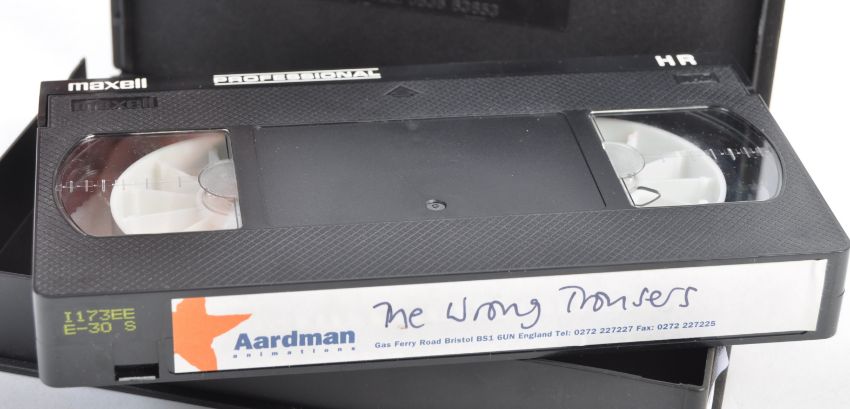 maxell PROFESSIONAL HR
maxell
I173EE
E-30 S
The Wrong Trousers
Aardman
animations
Gas Ferry Road Bristol BS1 6UN England Tel: 0272 227227 Fax: 0272 227225